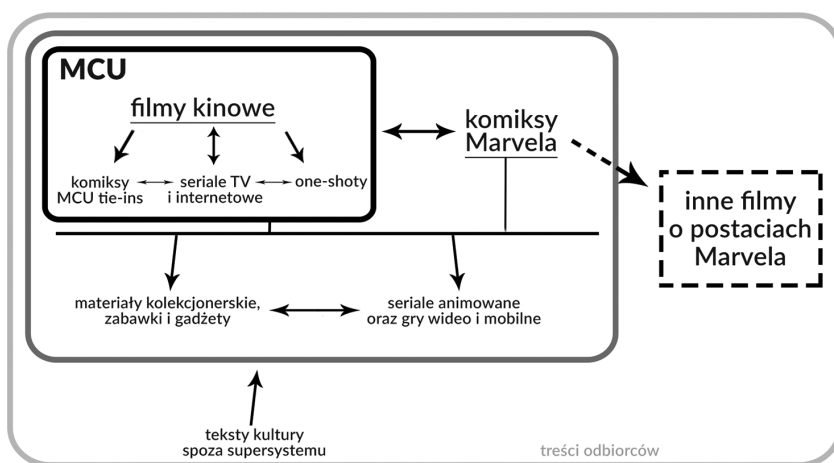 MCU
filmy kinowe
komiksy
MCU tie-ins
seriale TV
i internetowe
one-shoty
komiksy
Marvela
inne filmy
o postaciach
Marvela
materiały kolekcjonerskie,
zabawki i gadżety
seriale animowane
oraz gry wideo i mobilne
teksty kultury
spoza supersystemu
treści odbiorców